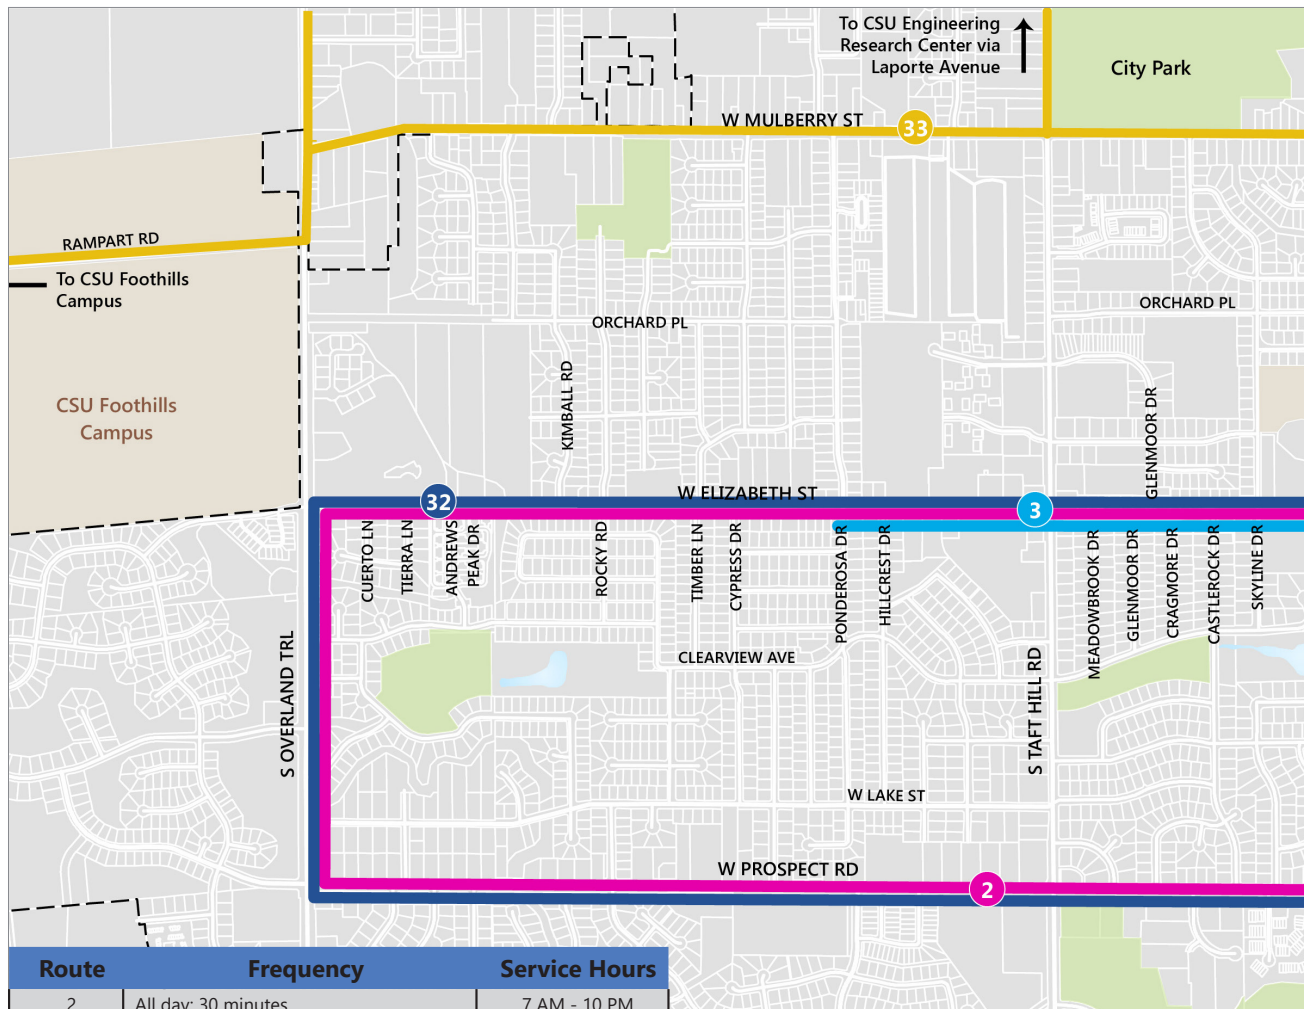 To CSU Engineering
Research Center via
Laporte Avenue
City Park
W MULBERRY ST
33
RAMPART RD
To CSU Foothills
Campus
ORCHARD PL
ORCHARD PL
KIMBALL RD
GLENMOOR DR
CSU Foothills
Campus
32
W ELIZABETH ST
3
CUERTO LN
TIERRA LN
ANDREWS
PEAK DR
ROCKY RD
TIMBER LN
CYPRESS DR
PONDEROSA DR
HILLCREST DR
MEADOWBROOK DR
GLENMOOR DR
CRAGMORE DR
CASTLEROCK DR
SKYLINE DR
CLEARVIEW AVE
S OVERLAND TRL
S TAFT HILL RD
W LAKE ST
W PROSPECT RD
2
Route Frequency Service Hours
2 All day: 30 minutes 7 AM - 10 PM